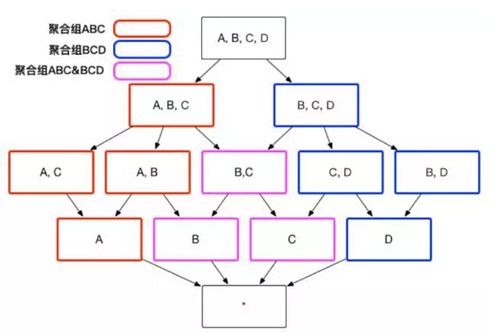 聚合组ABC
聚合组BCD
聚合组ABC&BCD
A, B, C, D
A, B, C
B, C, D
A, C
A, B
B,C
C, D
B, D
A
B
C
D
*